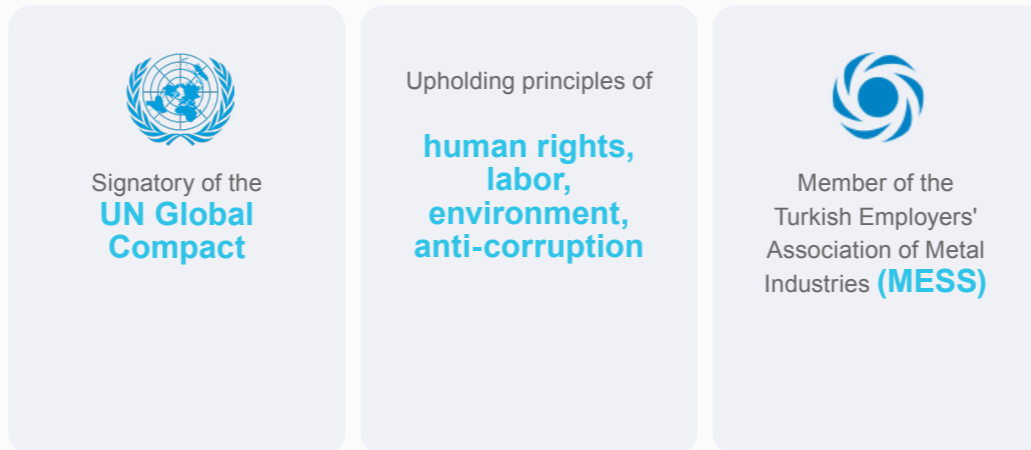 Signatory of the
UN Global
Compact
Upholding principles of
human rights,
labor,
environment,
anti-corruption
Member of the
Turkish Employers'
Association of Metal
Industries (MESS)